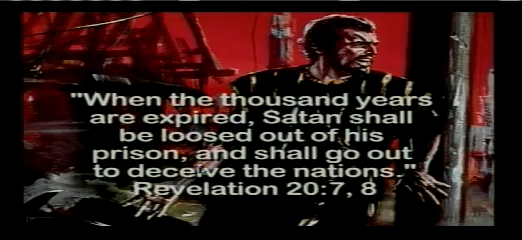 "When the thousand years
are expired, Satan shall
be loosed out of his
prison, and shall go out
to deceive the nations."
Revelation 20:7, 8